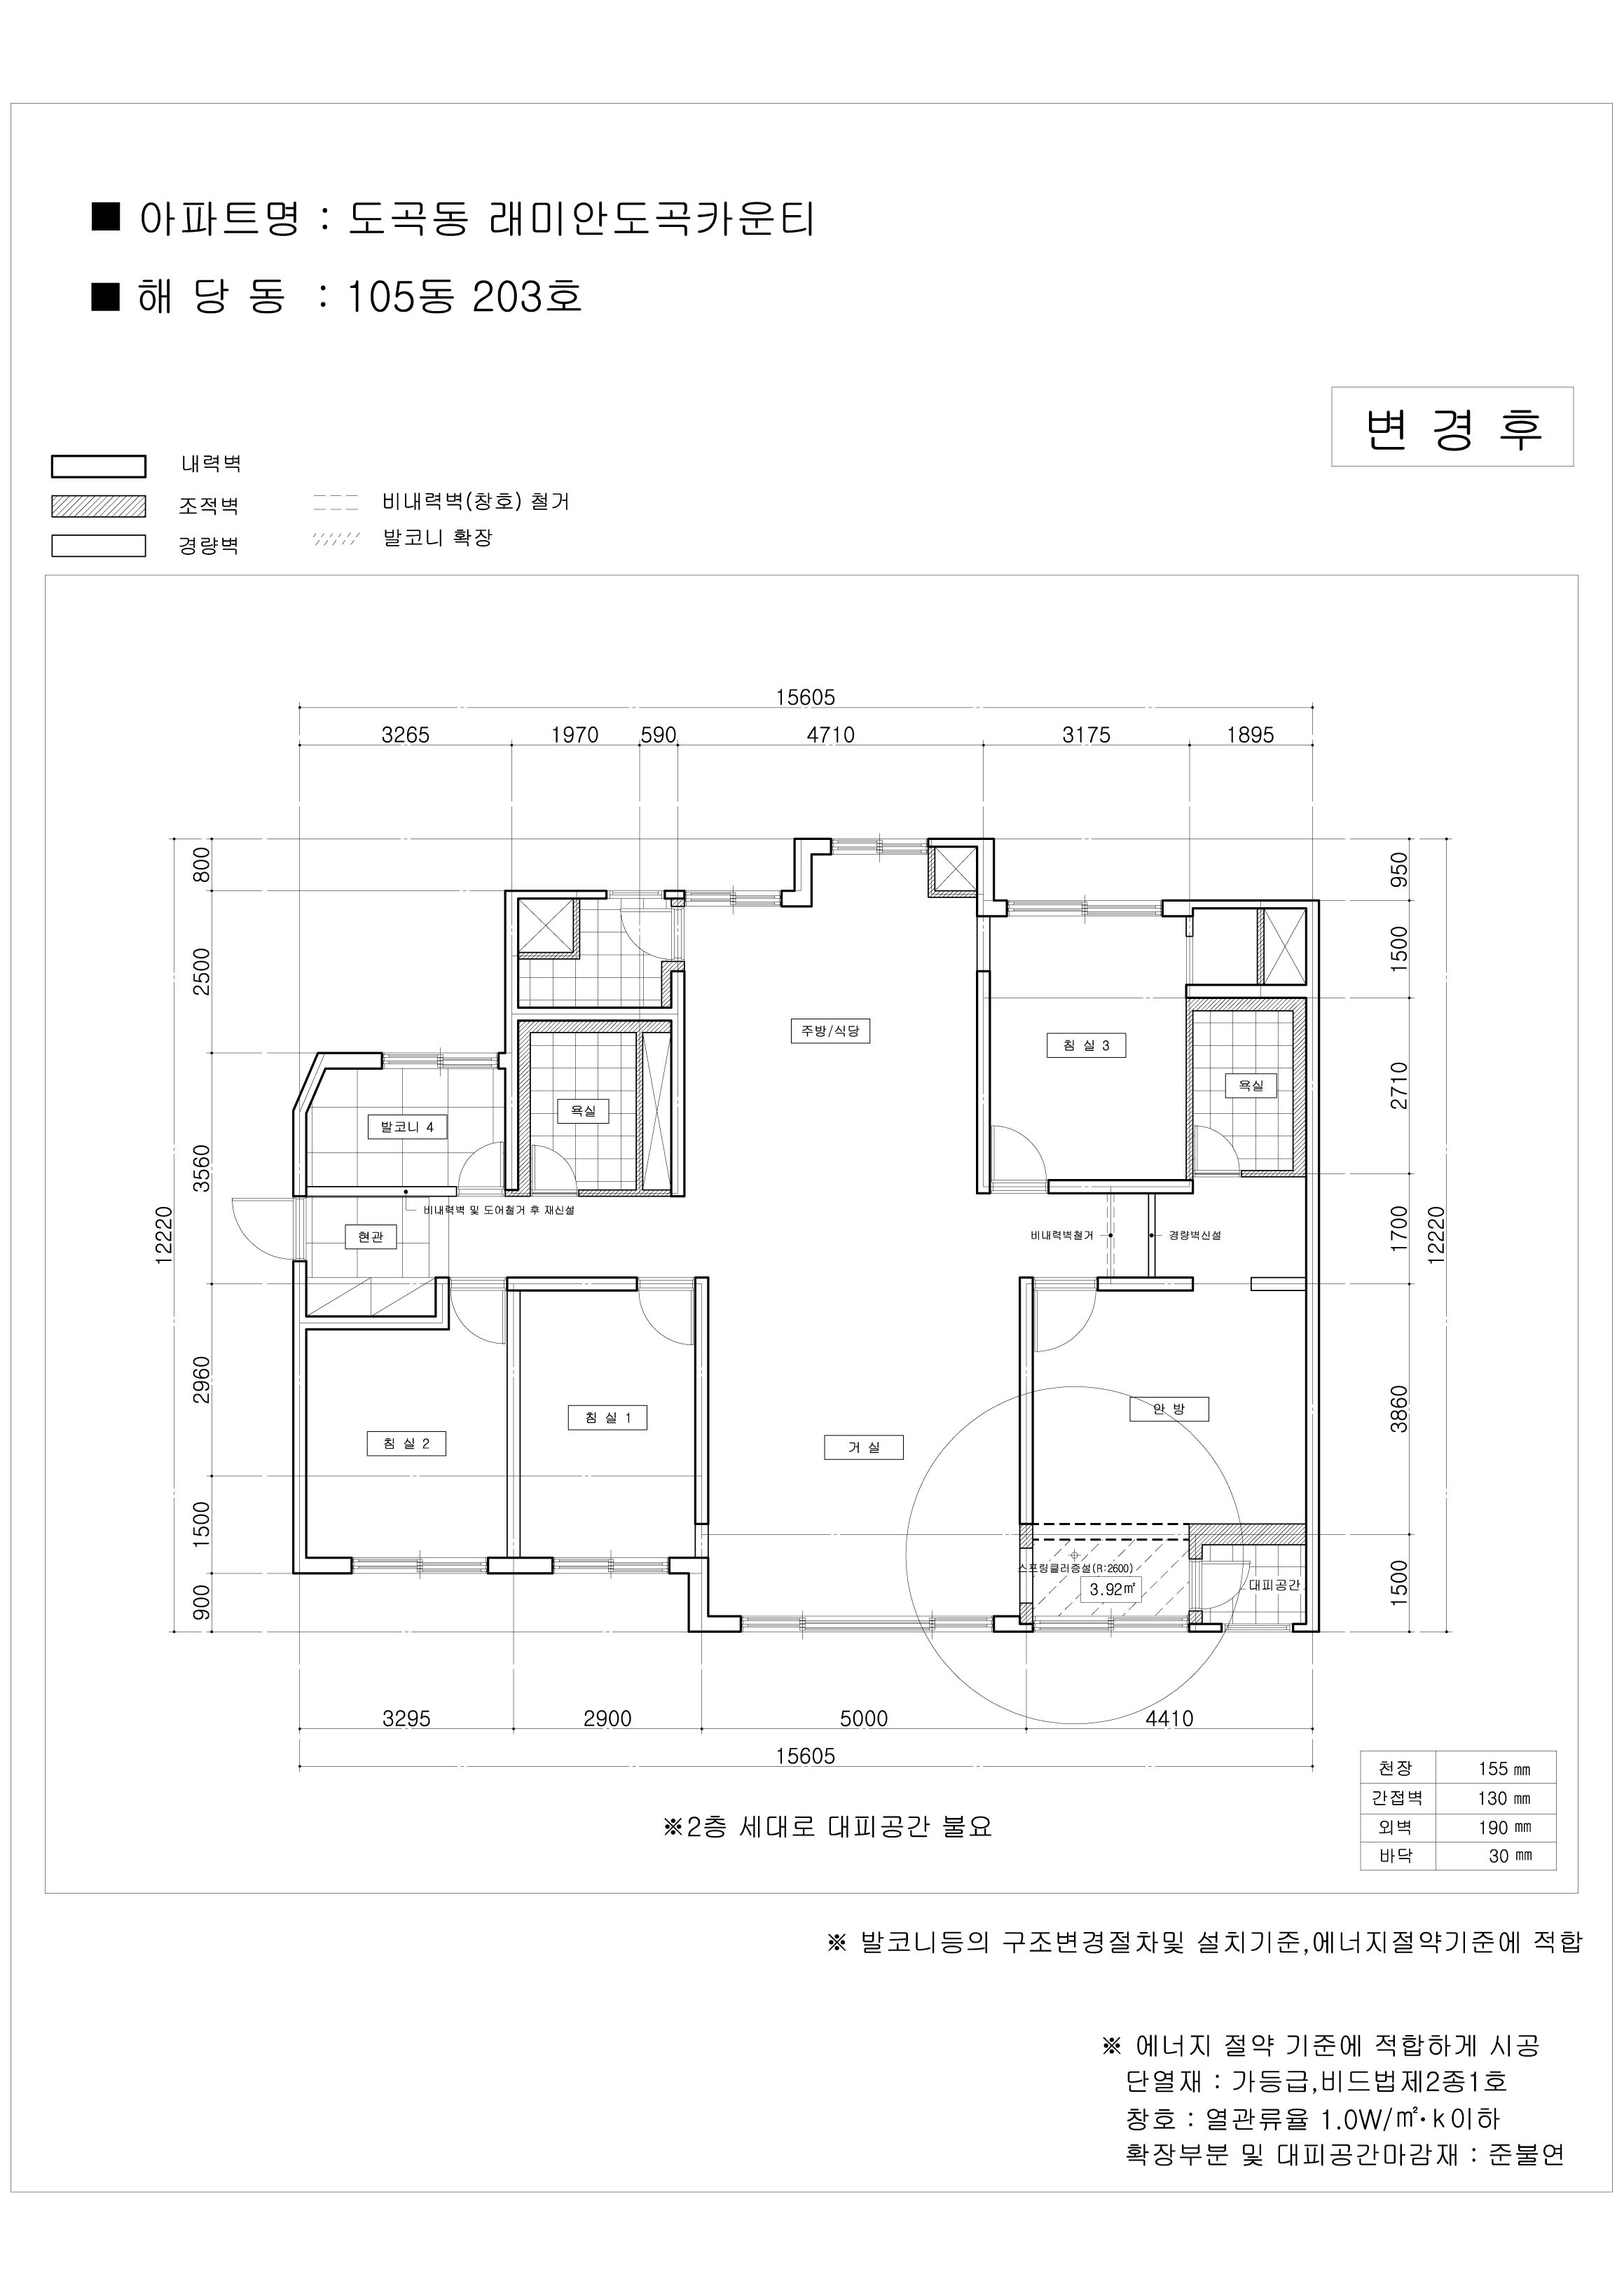 ■ 아파트명 : 도곡동 래미안도곡카운티
■ 해 당 동 : 105동 203호
변 경 후
내력벽
조적벽
경량벽
비내력벽(창호) 철거
발코니 확장
15605
3265 1970 590 4710 3175 1895
800
2500
3560
2960
1500
900
12220
950
1500
2710
1700
3860
1500
12220
주방/식당
침 실 3
욕실
욕실
발코니 4
비내력벽 및 도어철거 후 재신설
현관
비내력벽철거
경량벽신설
안 방
침 실 1
침 실 2
거 실
스프링클러증설(R:2600)
3.92㎡
대피공간
3295 2900 5000 4410
15605
천장 155 ㎜
간접벽 130 ㎜
외벽 190 ㎜
바닥 30 ㎜
※2층 세대로 대피공간 불요
※ 발코니등의 구조변경절차및 설치기준,에너지절약기준에 적합
※ 에너지 절약 기준에 적합하게 시공
단열재 : 가등급,비드법제2종1호
창호 : 열관류율 1.0W/㎡·k이하
확장부분 및 대피공간마감재 : 준불연